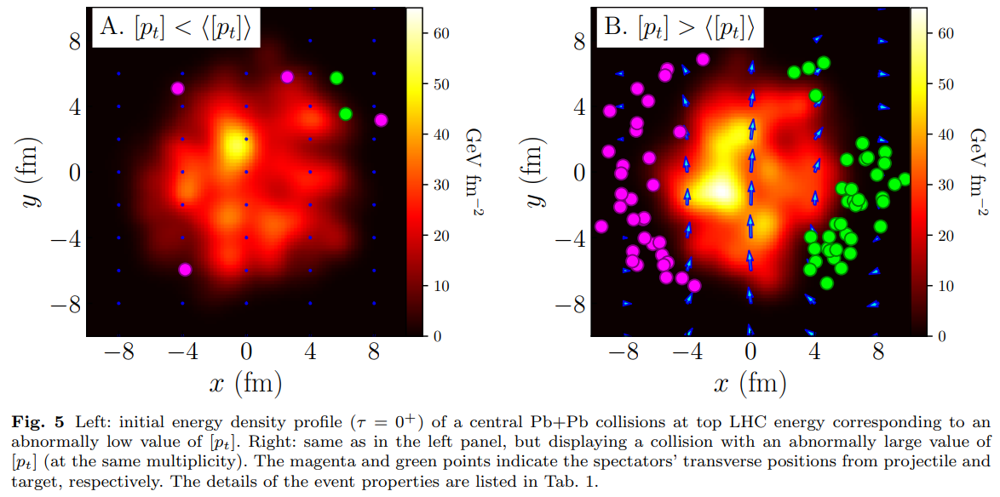 A. [p_t] < ⟨[p_t]⟩
B. [p_t] > ⟨[p_t]⟩
8
4
0
−4
−8
y (fm)
−8 −4 0 4 8
x (fm)
60
50
40
30
20
10
0
GeV fm⁻²
8
4
0
−4
−8
y (fm)
−8 −4 0 4 8
x (fm)
60
50
40
30
20
10
0
GeV fm⁻²
Fig. 5 Left: initial energy density profile (τ = 0⁺) of a central Pb+Pb collisions at top LHC energy corresponding to an
abnormally low value of [p_t]. Right: same as in the left panel, but displaying a collision with an abnormally large value of
[p_t] (at the same multiplicity). The magenta and green points indicate the spectators' transverse positions from projectile and
target, respectively. The details of the event properties are listed in Tab. 1.